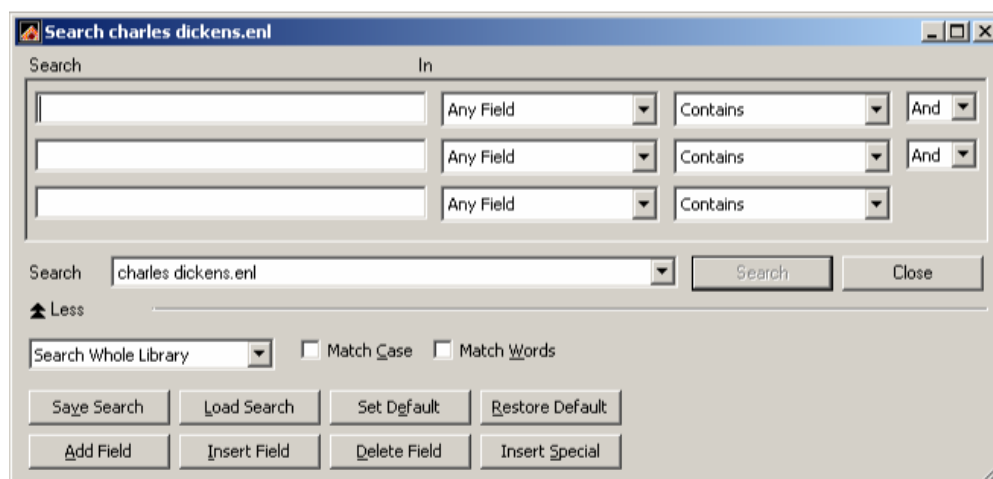 Search charles dickens.enl
Search In
Any Field Contains And
Any Field Contains And
Any Field Contains
Search charles dickens.enl Search Close
Less
Search Whole Library Match Case Match Words
Save Search Load Search Set Default Restore Default
Add Field Insert Field Delete Field Insert Special